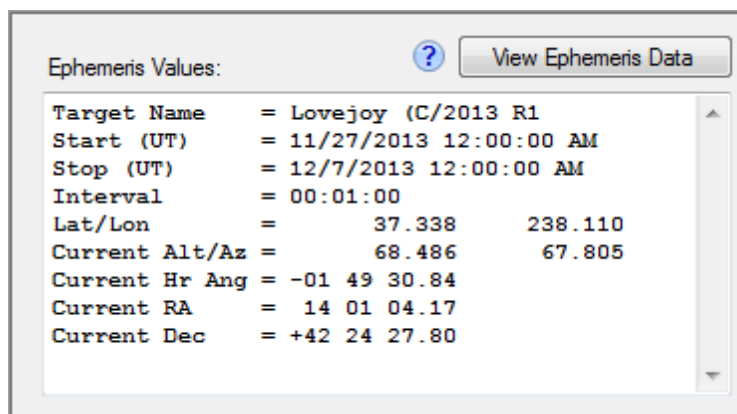 Ephemeris Values:
? View Ephemeris Data
Target Name = Lovejoy (C/2013 R1
Start (UT) = 11/27/2013 12:00:00 AM
Stop (UT) = 12/7/2013 12:00:00 AM
Interval = 00:01:00
Lat/Lon = 37.338 238.110
Current Alt/Az = 68.486 67.805
Current Hr Ang = -01 49 30.84
Current RA = 14 01 04.17
Current Dec = +42 24 27.80